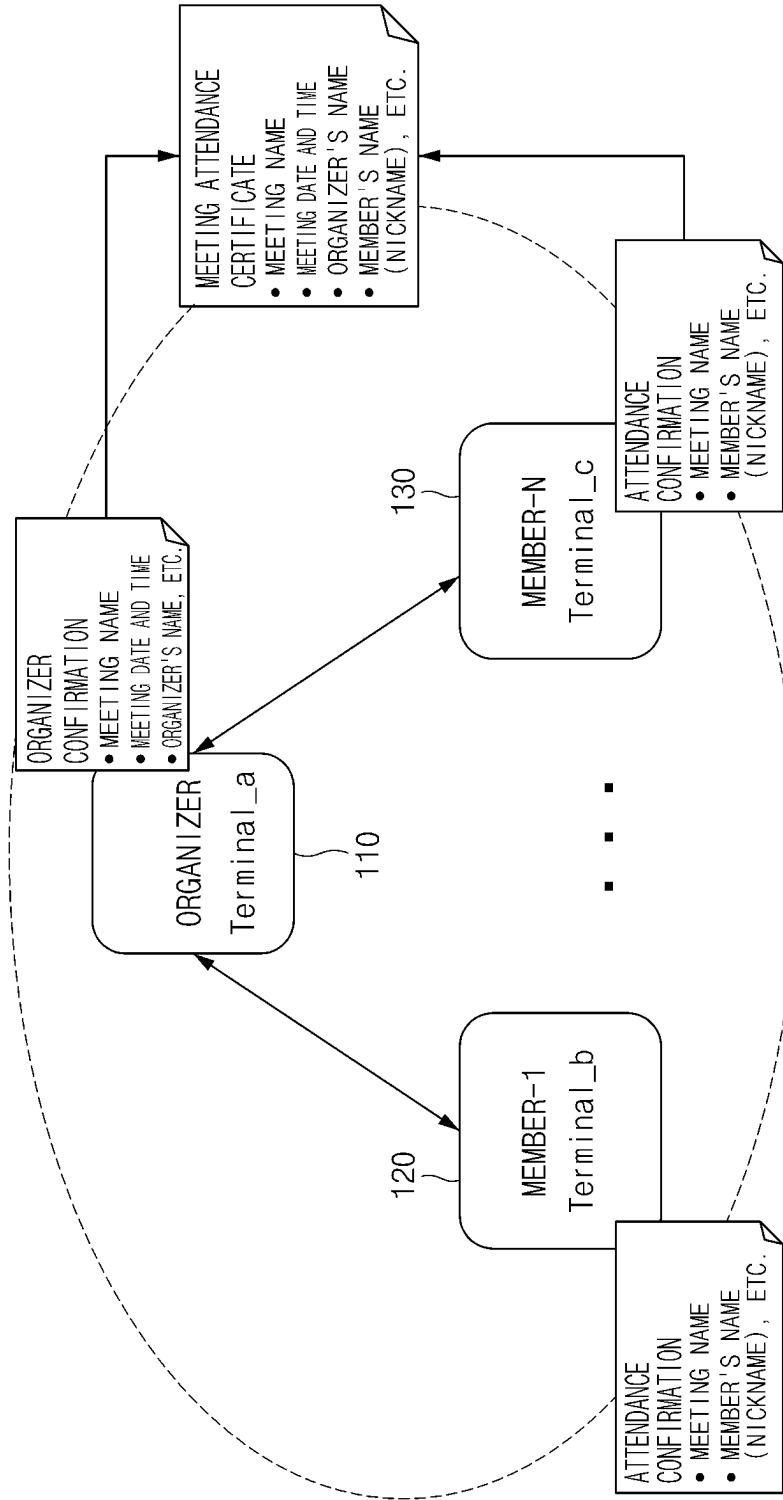 ORGANIZER
CONFIRMATION
• MEETING NAME
• MEETING DATE AND TIME
• ORGANIZER'S NAME, ETC.
MEETING ATTENDANCE
CERTIFICATE
• MEETING NAME
• MEETING DATE AND TIME
• ORGANIZER'S NAME
• MEMBER'S NAME
(NICKNAME), ETC.
ORGANIZER
Terminal_a
110
120
MEMBER-1
Terminal_b
130
MEMBER-N
Terminal_c
ATTENDANCE
CONFIRMATION
• MEETING NAME
• MEMBER'S NAME
(NICKNAME), ETC.
ATTENDANCE
CONFIRMATION
• MEETING NAME
• MEMBER'S NAME
(NICKNAME), ETC.